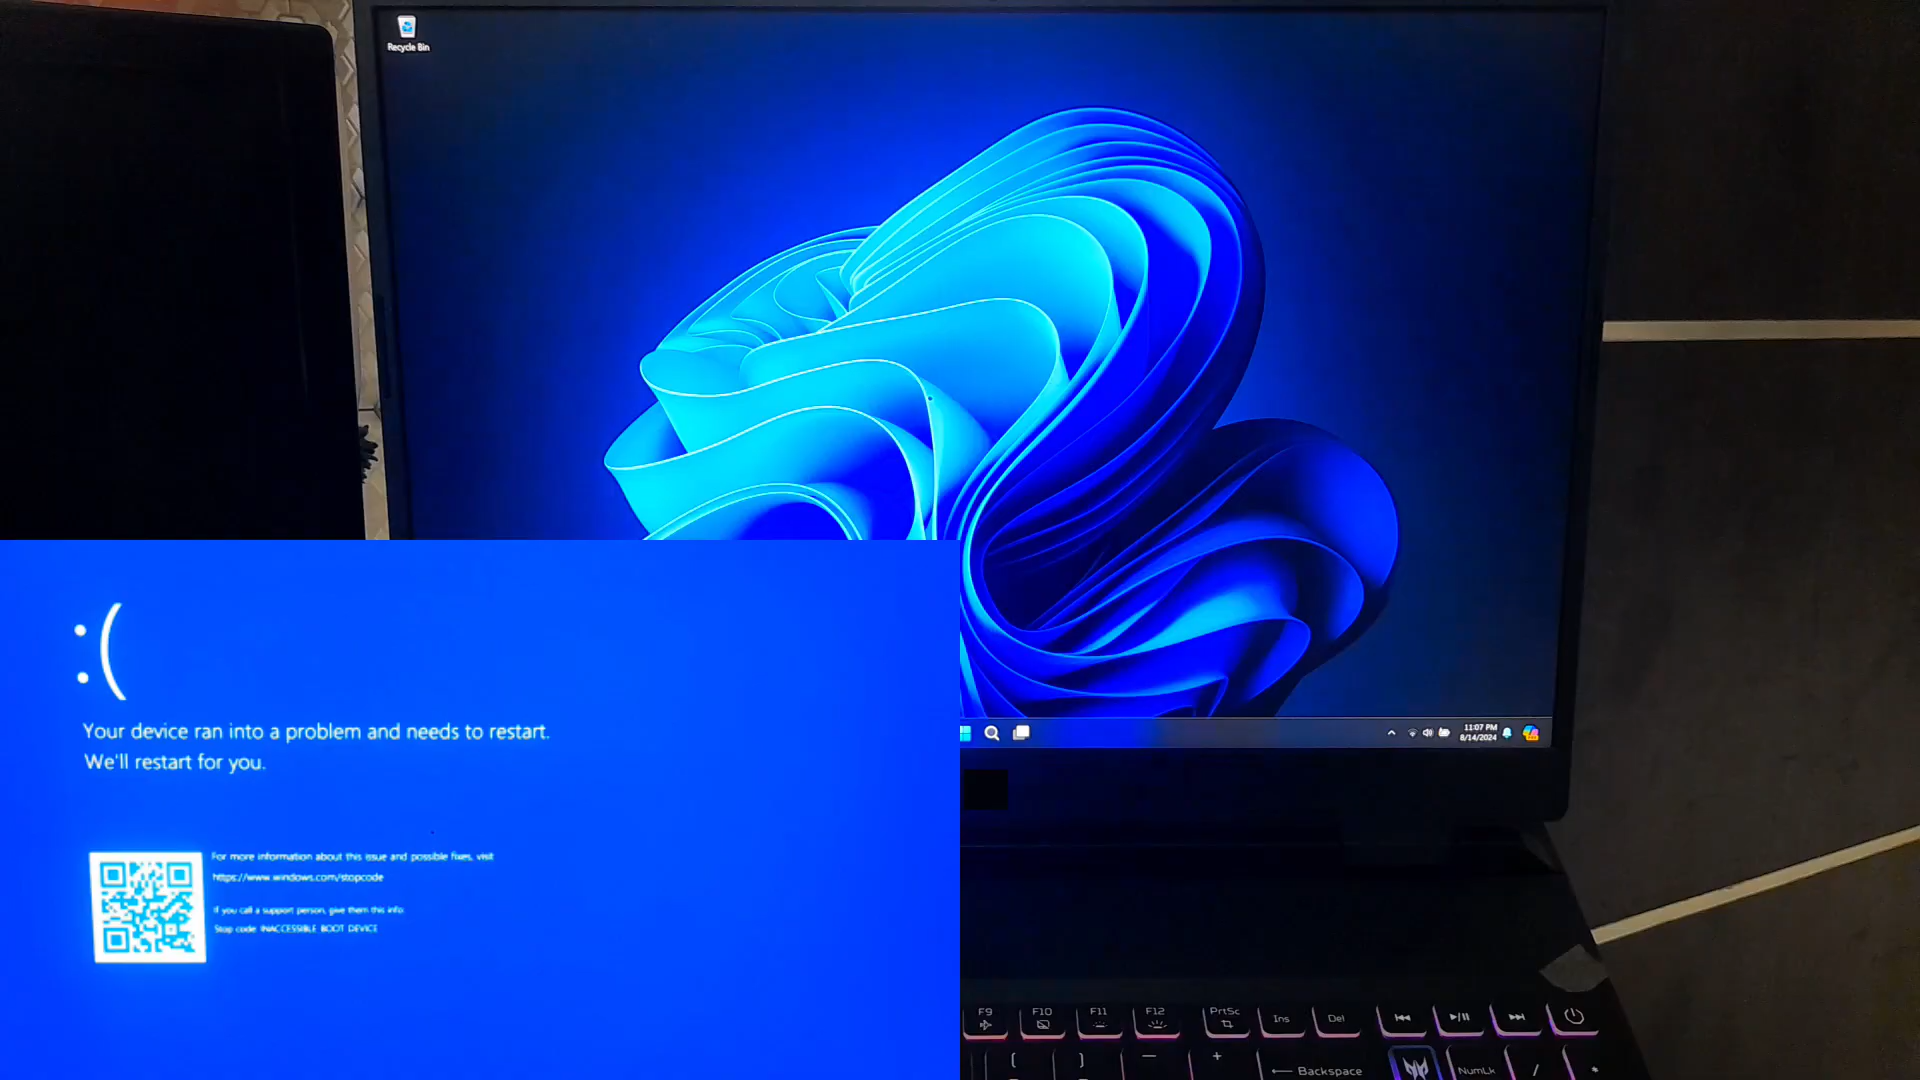 Recycle Bin
:(
Your device ran into a problem and needs to restart.
We'll restart for you.
For more information about this issue and possible fixes, visit
https://www.windows.com/stopcode
If you call a support person, give them this info:
Stop code: INACCESSIBLE BOOT DEVICE
11:07 PM
8/14/2024
F9 F10 F11 F12 PrtSc Ins Del
[ ] — + ← Backspace NumLk / *